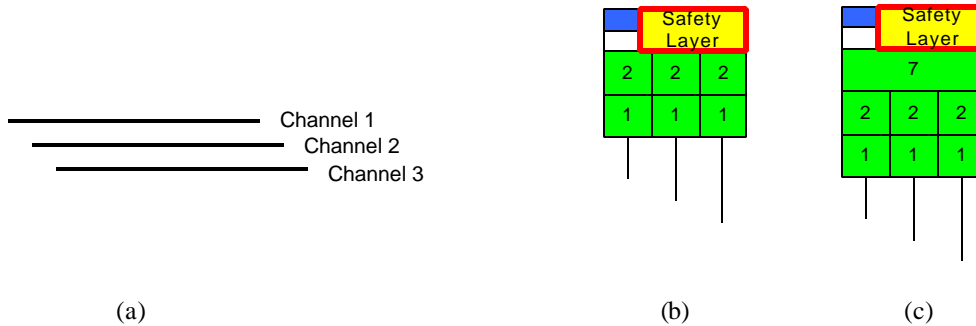 Channel 1
Channel 2
Channel 3
(a)
Safety
Layer
2 2 2
1 1 1
(b)
Safety
Layer
7
2 2 2
1 1 1
(c)